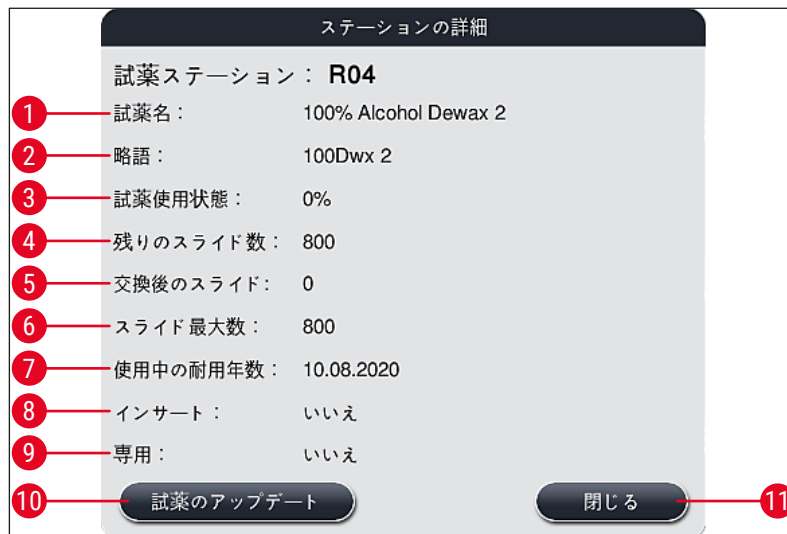 ステーションの詳細
試薬ステーション： R04
1 試薬名： 100% Alcohol Dewax 2
2 略語： 100Dwx 2
3 試薬使用状態： 0%
4 残りのスライド数： 800
5 交換後のスライド： 0
6 スライド最大数： 800
7 使用中の耐用年数： 10.08.2020
8 インサート： いいえ
9 専用： いいえ
10 試薬のアップデート 閉じる 11